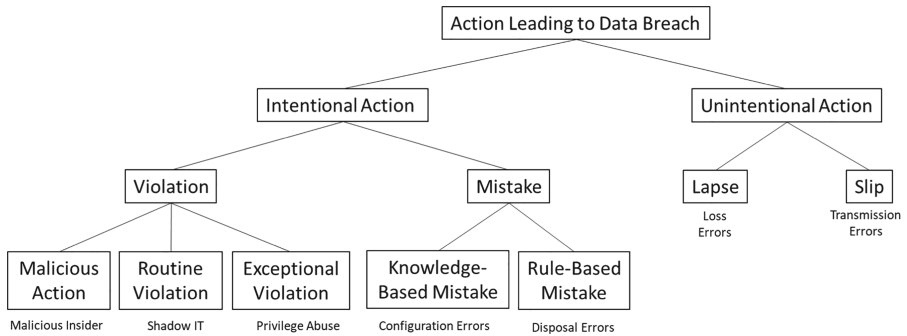 Action Leading to Data Breach
Intentional Action
Unintentional Action
Violation
Mistake
Lapse
Slip
Loss
Errors
Transmission
Errors
Malicious
Action
Routine
Violation
Exceptional
Violation
Knowledge-
Based Mistake
Rule-Based
Mistake
Malicious Insider
Shadow IT
Privilege Abuse
Configuration Errors
Disposal Errors